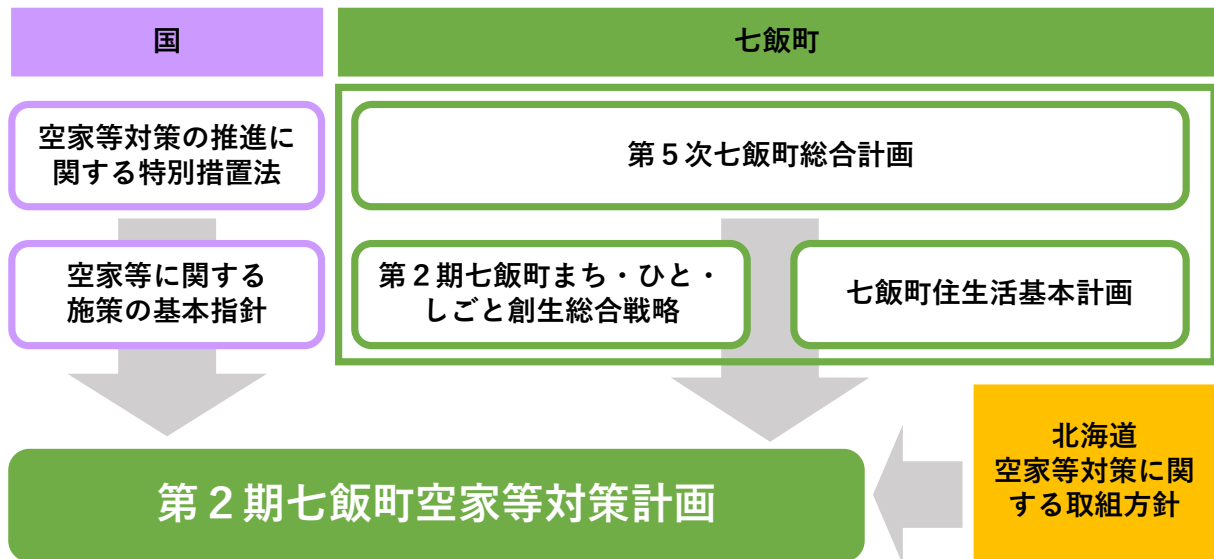 国
七飯町
空家等対策の推進に
関する特別措置法
第５次七飯町総合計画
空家等に関する
施策の基本指針
第２期七飯町まち・ひと・
しごと創生総合戦略
七飯町住生活基本計画
北海道
空家等対策に関
する取組方針
第２期七飯町空家等対策計画